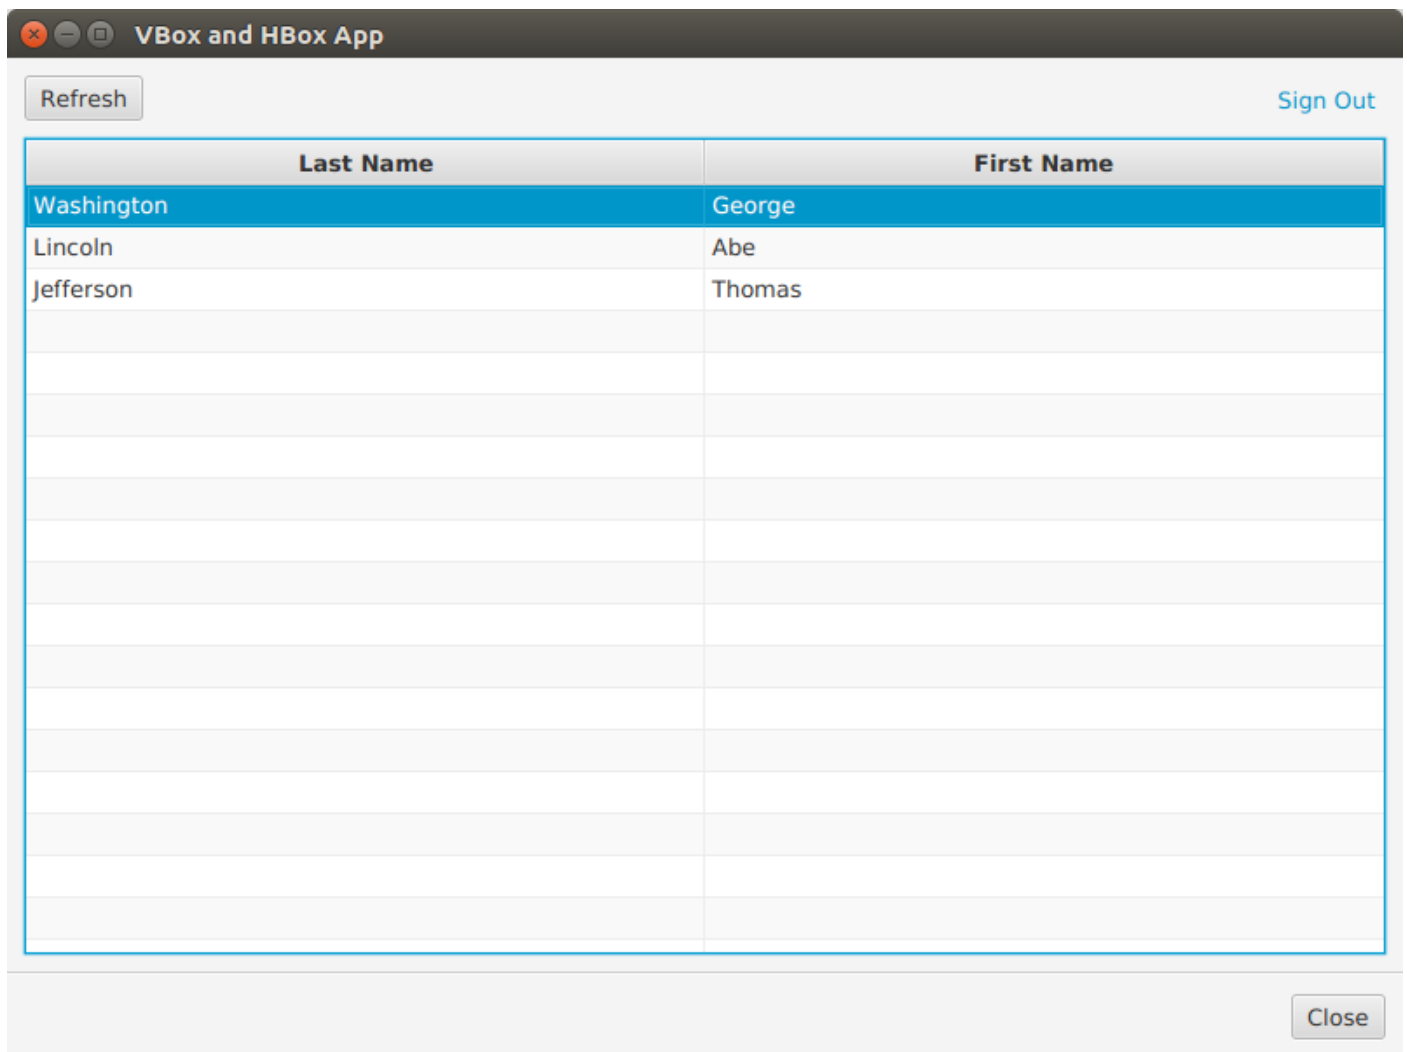 VBox and HBox App
Refresh
Sign Out
Last Name First Name
Washington George
Lincoln Abe
Jefferson Thomas
Close